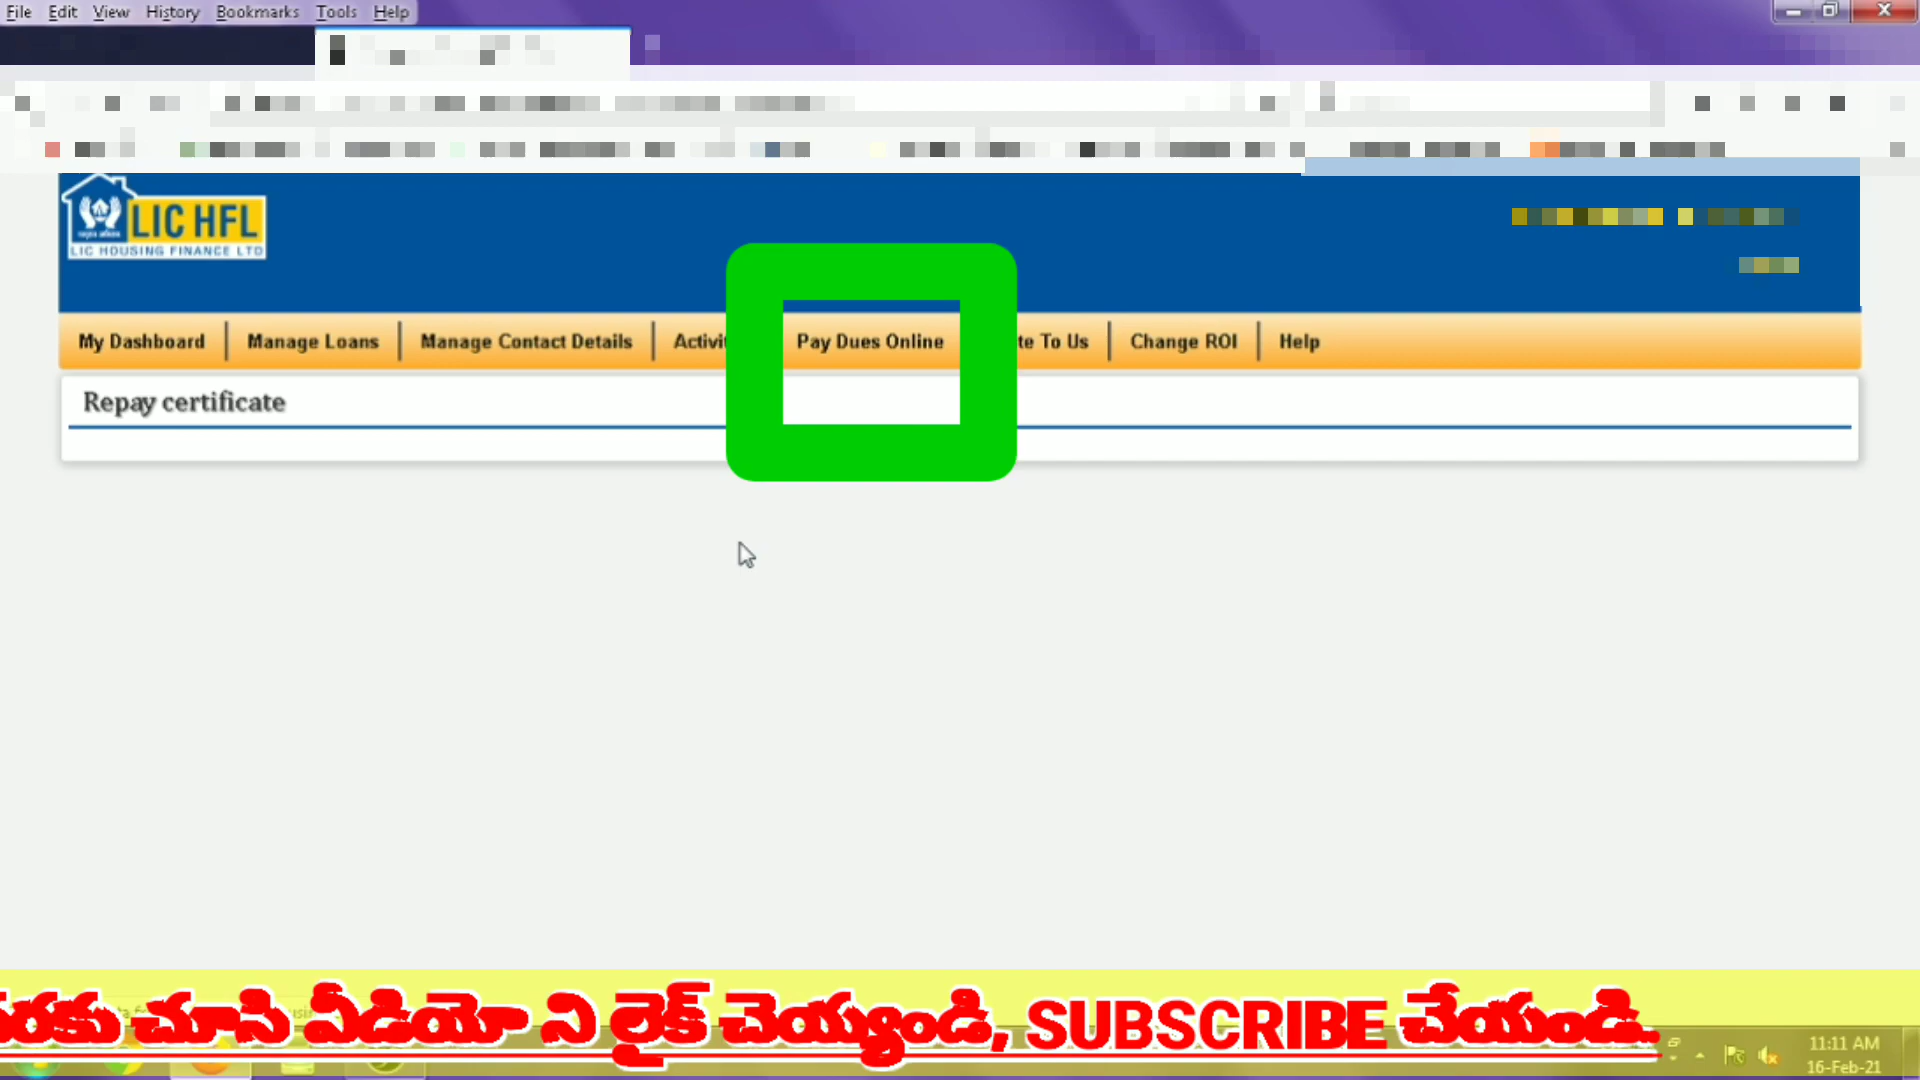 File Edit View History Bookmarks Tools Help
LIC HFL
LIC HOUSING FINANCE LTD
My Dashboard Manage Loans Manage Contact Details Activit Pay Dues Online te To Us Change ROI Help
Repay certificate
వరకు చూసి వీడియో ని లైక్ చెయ్యండి, SUBSCRIBE చేయండి.
11:11 AM
16-Feb-21